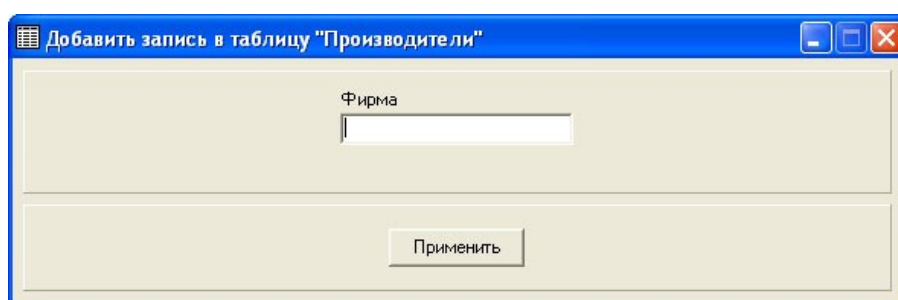 Добавить запись в таблицу "Производители"
Фирма
Применить